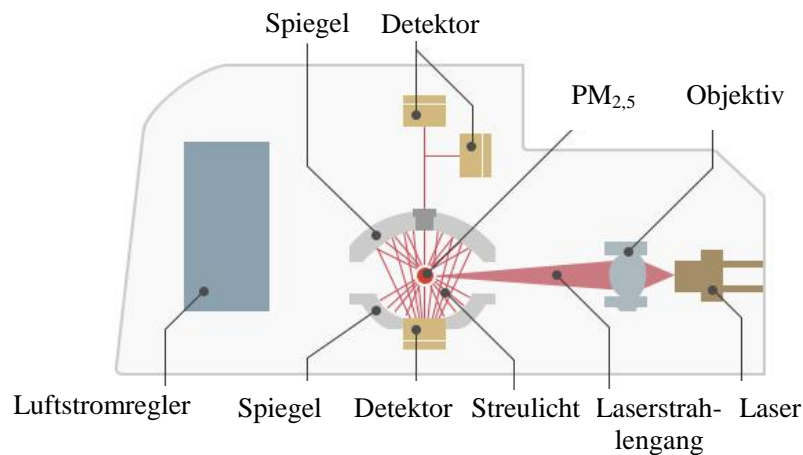 Spiegel Detektor
PM2,5 Objektiv
Luftstromregler Spiegel Detektor Streulicht Laserstrah- Laser
lengang